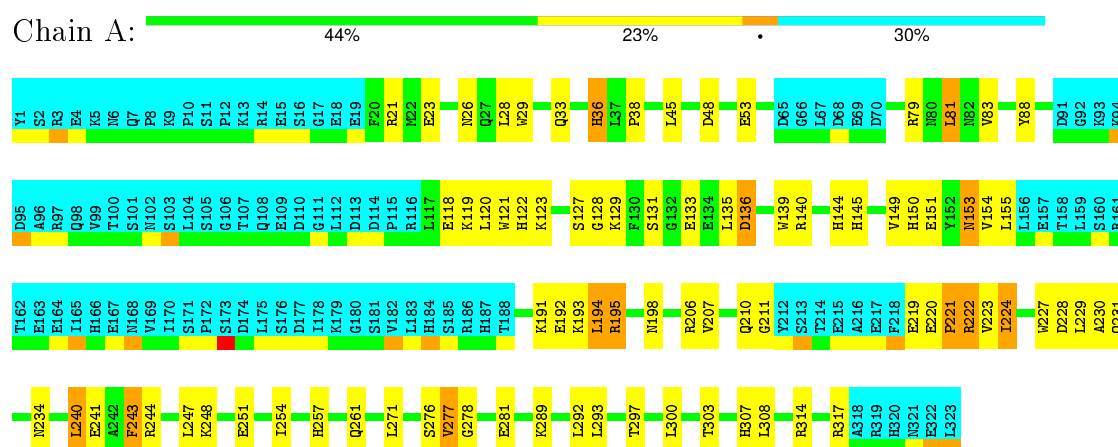 Chain A:
44% 23% • 30%
Y1 S2 R3 E4 K5 N6 Q7 P8 K9 P10 S11 P12 K13 R14 E15 S16 G17 E18 E19 F20 R21 M22 E23 N26 Q27 L28 W29 Q33 H36 L37 P38 L45 D48 E53 D65 G66 L67 D68 E69 D70 R79 N80 L81 N82 V83 Y88 D91 G92 K93
D95 A96 R97 Q98 V99 T100 S101 N102 S103 L104 S105 G106 T107 Q108 E109 D110 G111 L112 D113 D114 P115 R116 L117 E118 K119 L120 W121 H122 K123 S127 G128 K129 F130 S131 G132 E133 E134 L135 D136 W139 R140 H144 H145 V149 H150 E151 Y152 N153 V154 L155 L156 E157 T158 L159 S160 R161
T162 E163 E164 I165 H166 E167 N168 V169 I170 S171 P172 S173 D174 L175 S176 D177 I178 K179 G180 S181 V182 L183 H184 S185 R186 H187 T188 K191 E192 K193 L194 R195 N198 R206 V207 Q210 G211 Y212 S213 T214 E215 A216 E217 F218 E219 E220 P221 R222 V223 I224 W227 D228 L229 A230
N234 L240 E241 A242 F243 R244 L247 K248 E251 I254 H257 Q261 L271 S276 V277 G278 E281 K289 L292 L293 T297 L300 T303 H307 L308 R314 R317 A318 R319 H320 N321 E322 L323